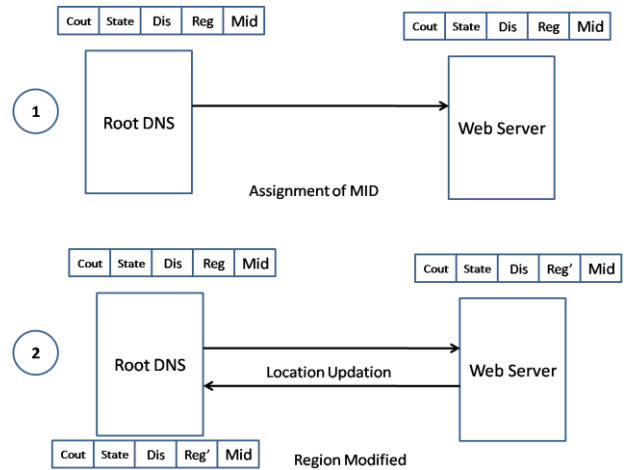 Cout State Dis Reg Mid
Cout State Dis Reg Mid
1
Root DNS
Web Server
Assignment of MID
Cout State Dis Reg Mid
Cout State Dis Reg' Mid
2
Root DNS
Location Updation
Web Server
Cout State Dis Reg' Mid
Region Modified